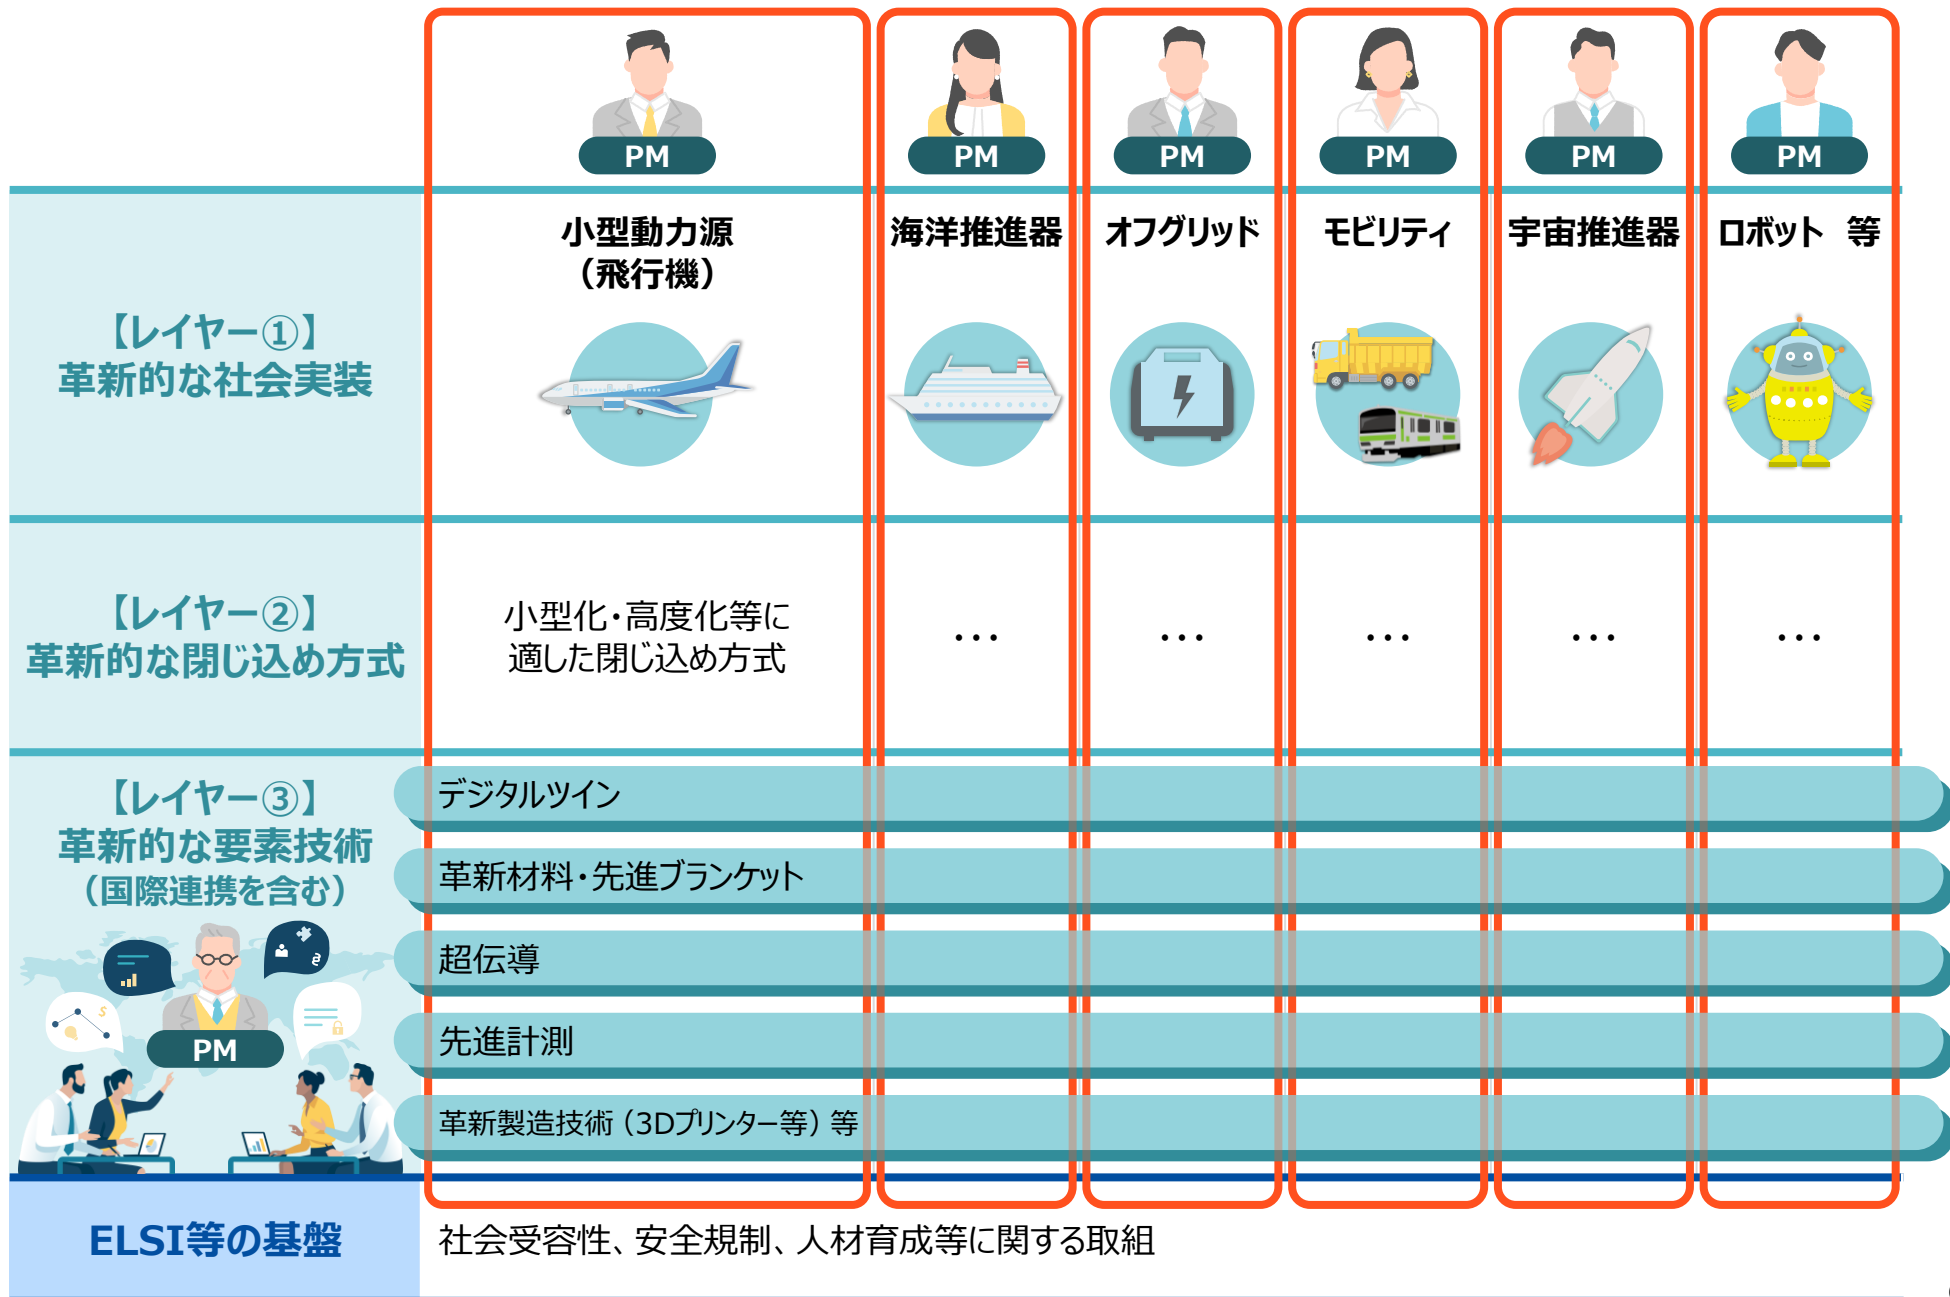 PM
PM
PM
PM
PM
PM
【レイヤー①】
革新的な社会実装
小型動力源
（飛行機）
海洋推進器
オフグリッド
モビリティ
宇宙推進器
ロボット 等
【レイヤー②】
革新的な閉じ込め方式
小型化・高度化等に
適した閉じ込め方式
･･･
･･･
･･･
･･･
･･･
【レイヤー③】
革新的な要素技術
（国際連携を含む）
PM
デジタルツイン
革新材料・先進ブランケット
超伝導
先進計測
革新製造技術（3Dプリンター等）等
ELSI等の基盤
社会受容性、安全規制、人材育成等に関する取組